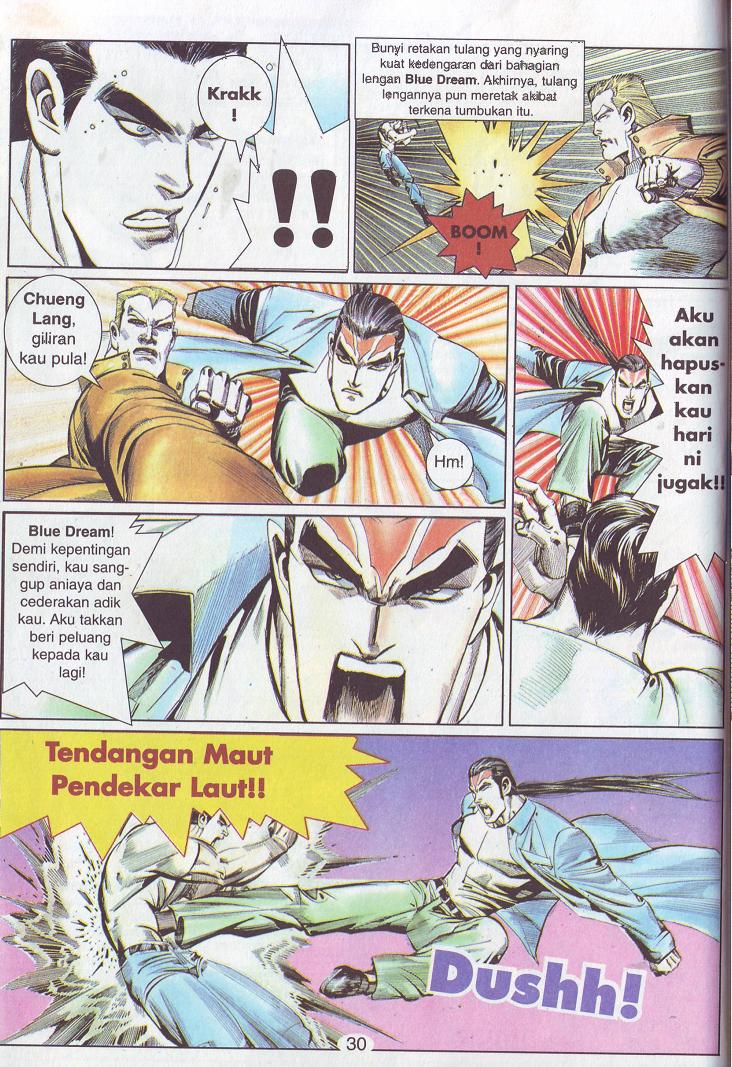 Krakk
!
!!
Bunyi retakan tulang yang nyaring
kuat kedengaran dari bahagian
lengan Blue Dream. Akhirnya, tulang
lengannya pun meretak akibat
terkena tumbukan itu.
BOOM
!
Chueng
Lang,
giliran
kau pula!
Hm!
Aku
akan
hapus-
kan
kau
hari
ni
jugak!!
Blue Dream!
Demi kepentingan
sendiri, kau sang-
gup aniaya dan
cederakan adik
kau. Aku takkan
beri peluang
kepada kau
lagi!
Tendangan Maut
Pendekar Laut!!
Dushh!
30